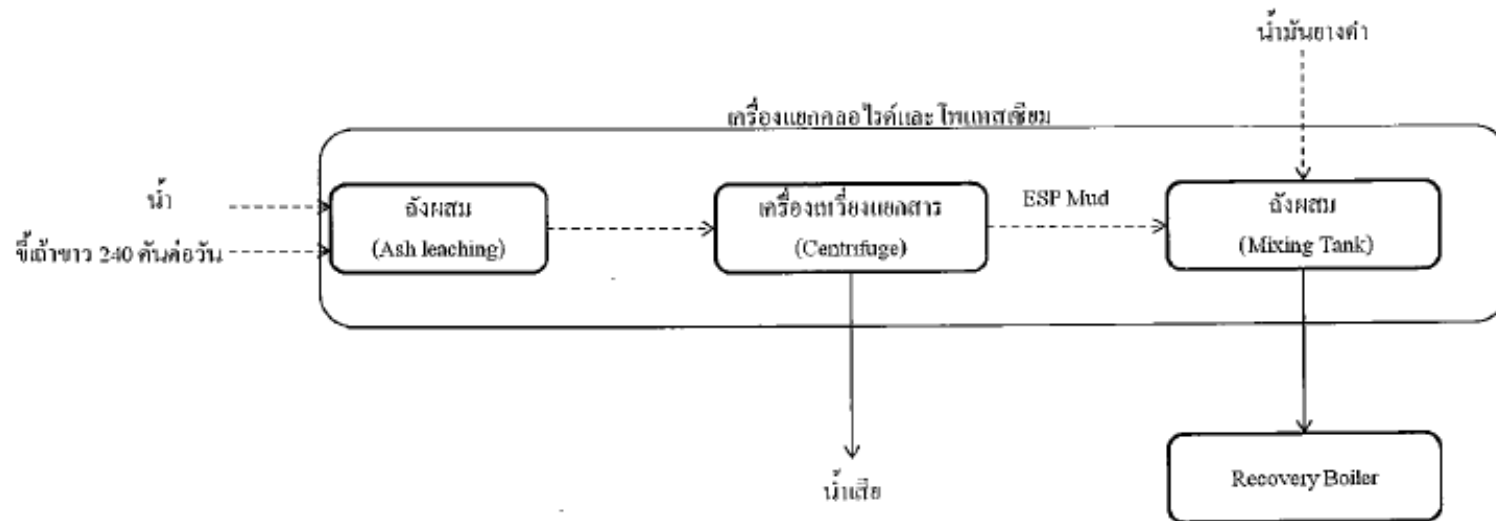 น้ำมันยางดำ
เครื่องแยกคลอไรด์และโพแทสเซียม
น้ำ
ขี้เถ้าขาว 240 ตันต่อวัน
ถังผสม
(Ash leaching)
เครื่องเหวี่ยงแยกสาร
(Centrifuge)
ESP Mud
ถังผสม
(Mixing Tank)
น้ำเสีย
Recovery Boiler